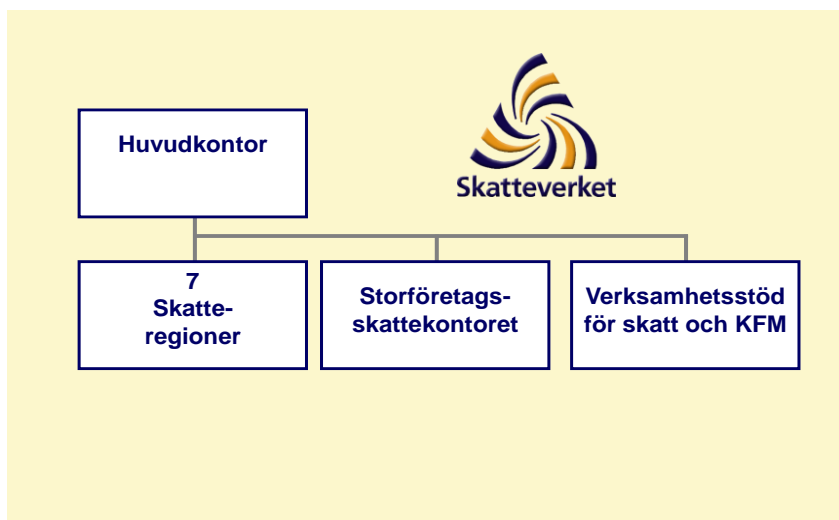 Huvudkontor
Skatteverket
7
Skatte-
regioner
Storföretags-
skattekontoret
Verksamhetsstöd
för skatt och KFM